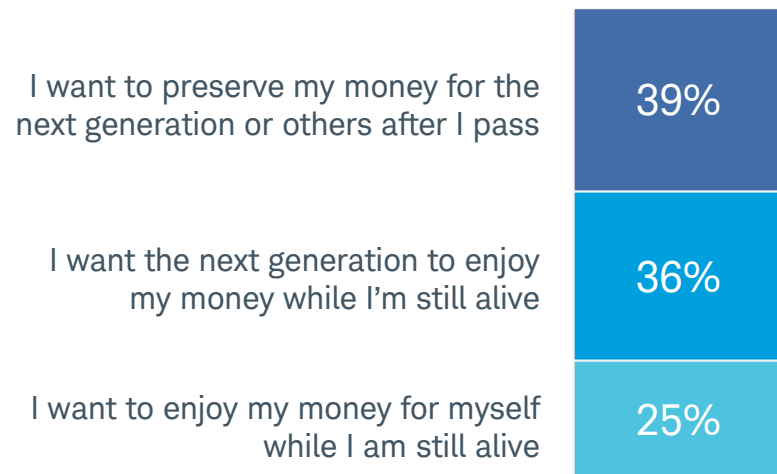 I want to preserve my money for the
next generation or others after I pass
39%
I want the next generation to enjoy
my money while I’m still alive
36%
I want to enjoy my money for myself
while I am still alive
25%